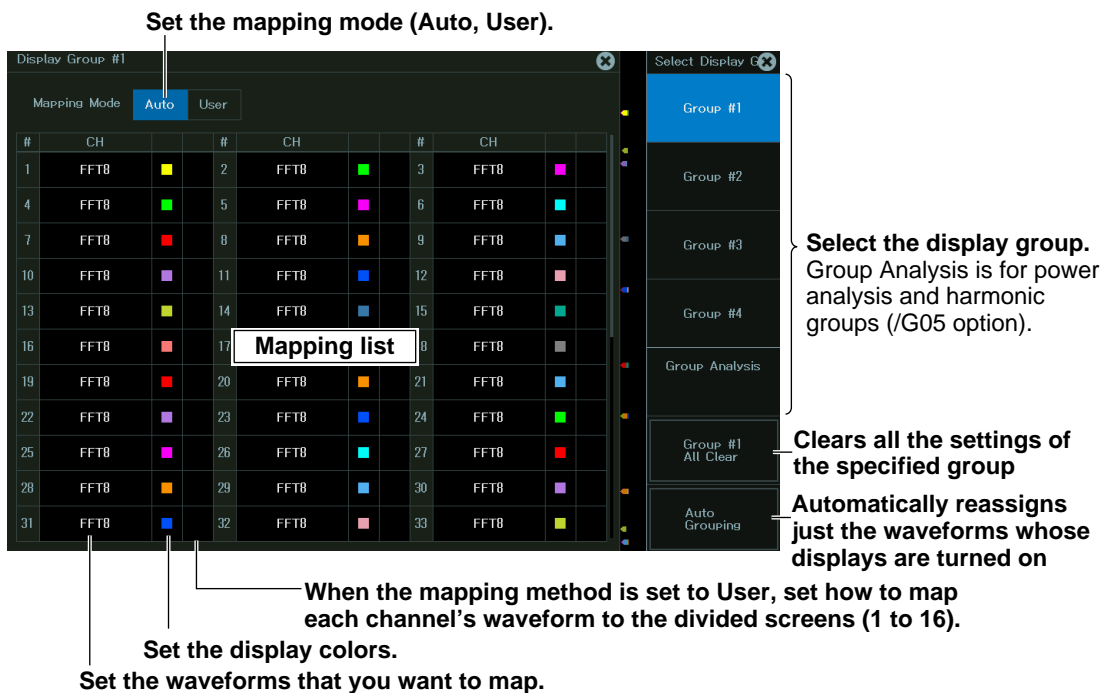 Set the mapping mode (Auto, User).
Display Group #1
Mapping Mode Auto User
# CH # CH # CH
1 FFT8 2 FFT8 3 FFT8
4 FFT8 5 FFT8 6 FFT8
7 FFT8 8 FFT8 9 FFT8
10 FFT8 11 FFT8 12 FFT8
13 FFT8 14 FFT8 15 FFT8
16 FFT8 17 Mapping list 8 FFT8
19 FFT8 20 FFT8 21 FFT8
22 FFT8 23 FFT8 24 FFT8
25 FFT8 26 FFT8 27 FFT8
28 FFT8 29 FFT8 30 FFT8
31 FFT8 32 FFT8 33 FFT8
Select Display G
Group #1
Group #2
Group #3
Group #4
Group Analysis
Group #1
All Clear
Auto
Grouping
Select the display group.
Group Analysis is for power
analysis and harmonic
groups (/G05 option).
Clears all the settings of
the specified group
Automatically reassigns
just the waveforms whose
displays are turned on
When the mapping method is set to User, set how to map
each channel's waveform to the divided screens (1 to 16).
Set the display colors.
Set the waveforms that you want to map.